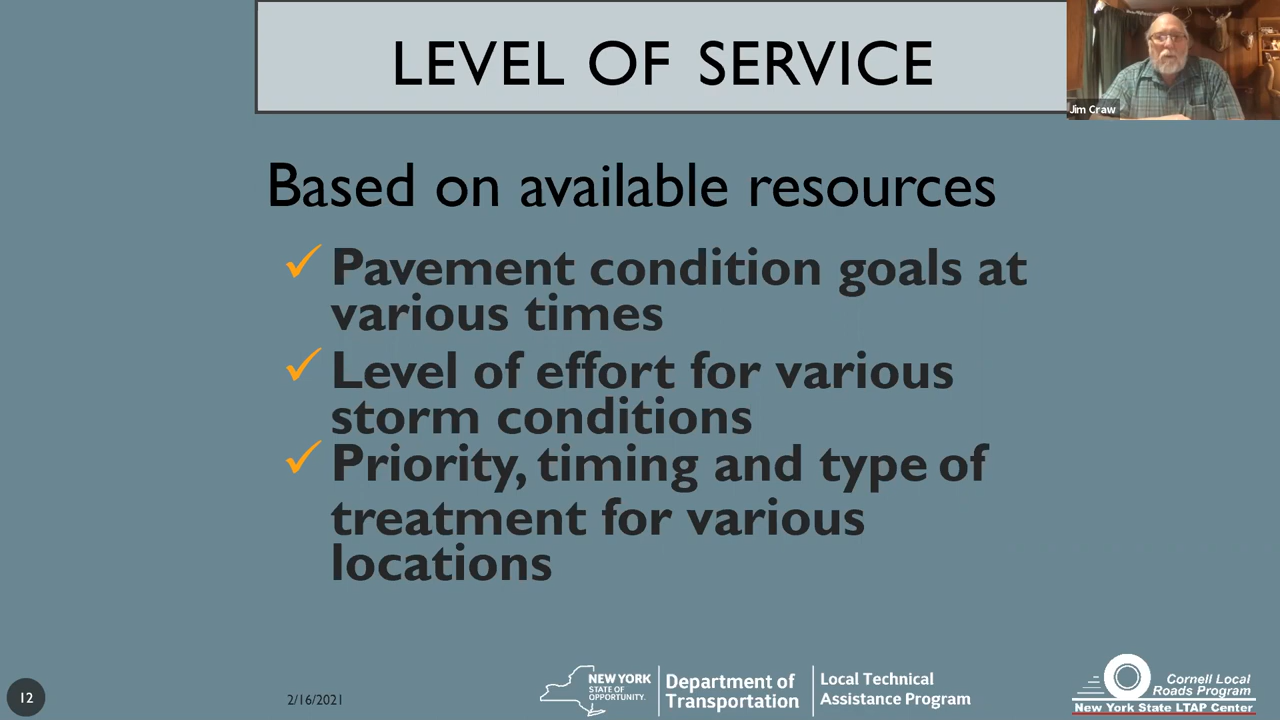 LEVEL OF SERVICE
Jim Craw
Based on available resources
✓ Pavement condition goals at
various times
✓ Level of effort for various
storm conditions
✓ Priority, timing and type of
treatment for various
locations
12
2/16/2021
NEW YORK
STATE OF
OPPORTUNITY.
Department of
Transportation
Local Technical
Assistance Program
Cornell Local
Roads Program
New York State LTAP Center